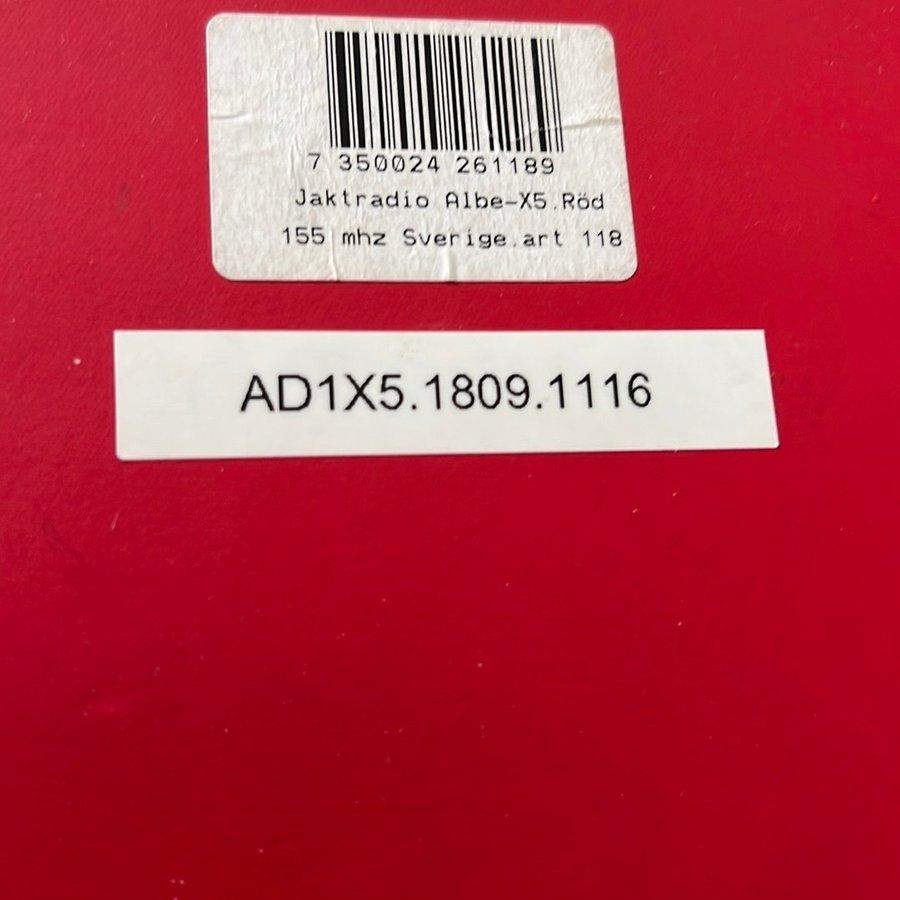 7 350024 261189
Jaktradio Albe-X5.Röd
155 mhz Sverige.art 118
AD1X5.1809.1116